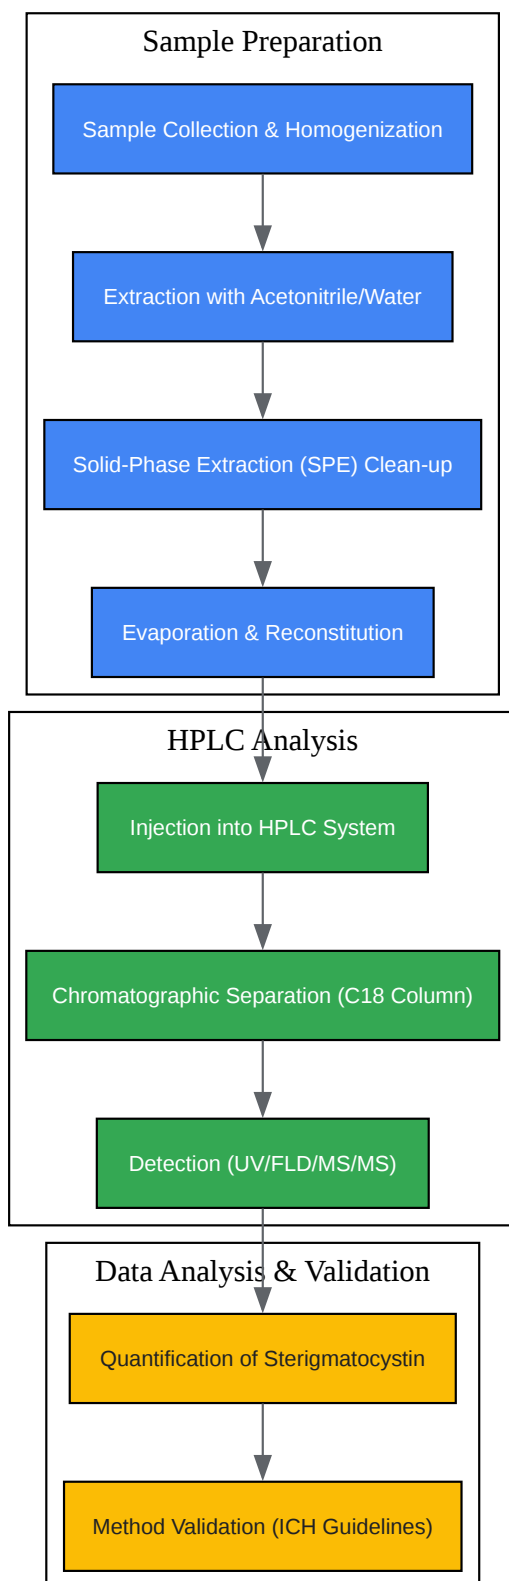 Sample Preparation
Sample Collection & Homogenization
Extraction with Acetonitrile/Water
Solid-Phase Extraction (SPE) Clean-up
Evaporation & Reconstitution
HPLC Analysis
Injection into HPLC System
Chromatographic Separation (C18 Column)
Detection (UV/FLD/MS/MS)
Data Analysis & Validation
Quantification of Sterigmatocystin
Method Validation (ICH Guidelines)